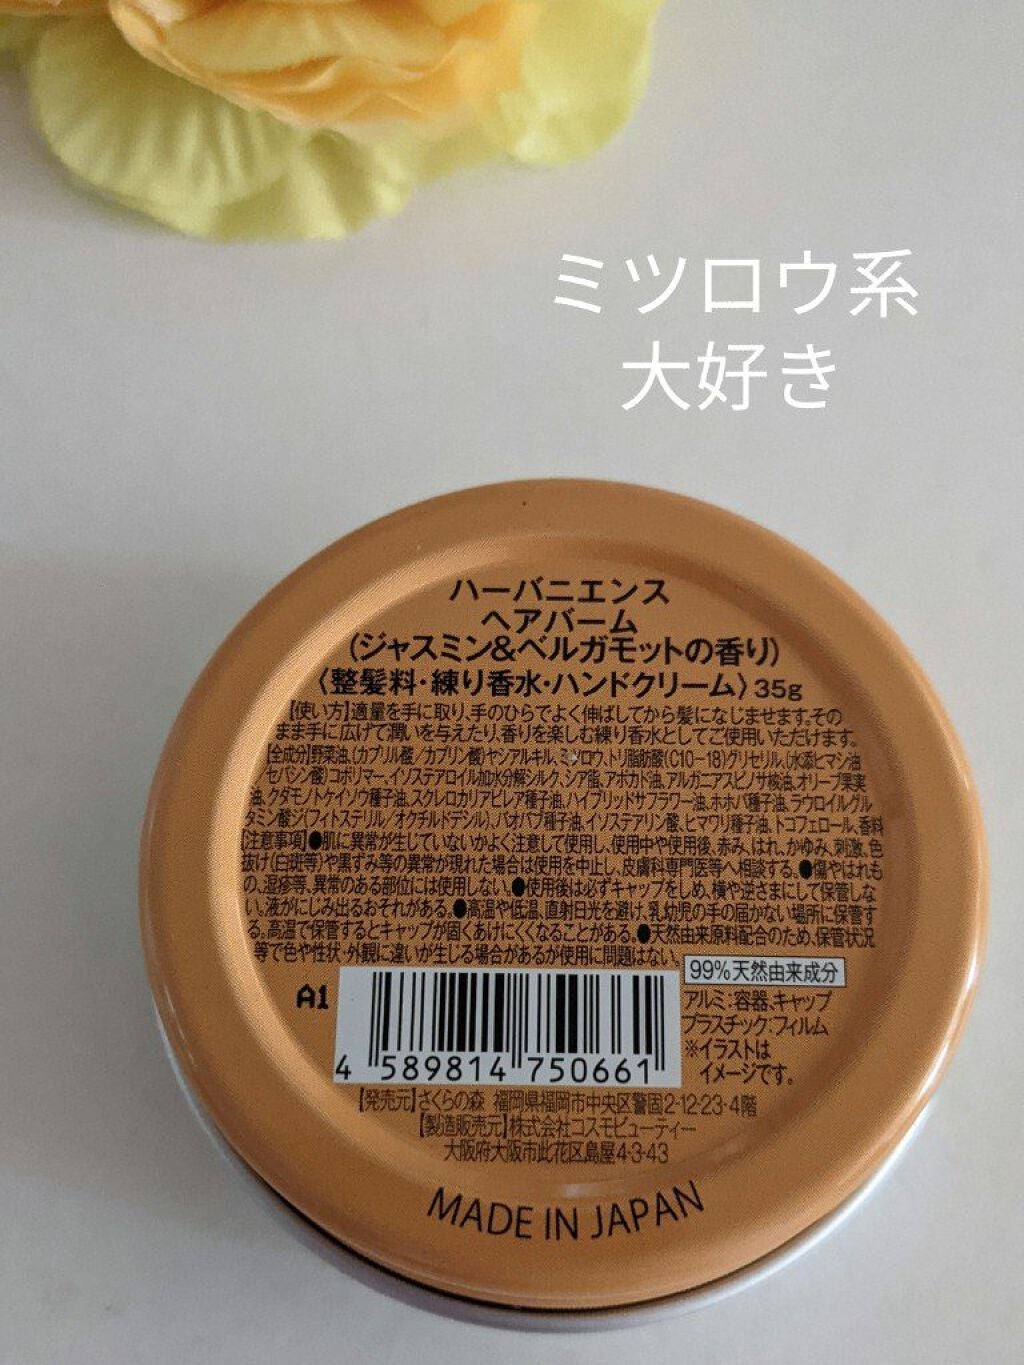 ミツロウ系
大好き
ハーバニエンス
ヘアバーム
(ジャスミン&ベルガモットの香り)
〈整髪料・練り香水・ハンドクリーム〉35g
【使い方】適量を手に取り、手のひらでよく伸ばしてから髪になじませます。その
まま手に広げて潤いを与えたり、香りを楽しむ練り香水としてご使用いただけます。
【全成分】野菜油、(カプリル酸/カプリン酸)ヤシアルキル、ミツロウ、トリ脂肪酸(C10-18)グリセリル、(水添ヒマシ油
/セバシン酸)コポリマー、イソステアロイル加水分解シルク、シア脂、アボカド油、アルガニアスピノサ核油、オリーブ果実
油、クダモノトケイソウ種子油、スクレロカリアビレア種子油、ハイブリッドサフラワー油、ホホバ種子油、ラウロイルグル
タミン酸ジ(フィトステリル/オクチルドデシル)、バオバブ種子油、イソステアリン酸、ヒマワリ種子油、トコフェロール、香料
【注意事項】●肌に異常が生じていないかよく注意して使用し、使用中や使用後、赤み、はれ、かゆみ、刺激、色
抜け(白斑等)や黒ずみ等の異常が現れた場合は使用を中止し、皮膚科専門医等へ相談する。●傷やはれも
の、湿疹等、異常のある部位には使用しない。●使用後は必ずキャップをしめ、横や逆さまにして保管しな
い。液がにじみ出るおそれがある。●高温や低温、直射日光を避け、乳幼児の手の届かない場所に保管す
る。高温で保管するとキャップが固くあけにくくなることがある。●天然由来原料配合のため、保管状況
等で色や性状・外観に違いが生じる場合があるが使用に問題はない。
99%天然由来成分
A1
アルミ:容器、キャップ
プラスチック:フィルム
※イラストは
イメージです。
4 589814 750661
【発売元】さくらの森 福岡県福岡市中央区警固2-12-23-4階
【製造販売元】株式会社コスモビューティー
大阪府大阪市此花区島屋4-3-43
MADE IN JAPAN